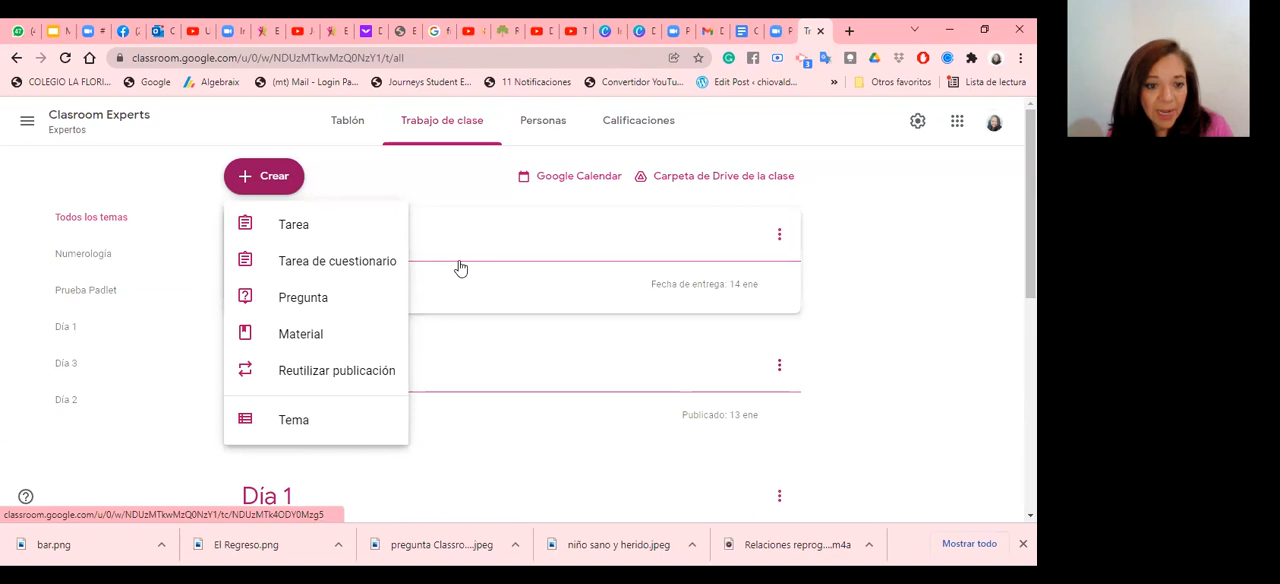 47
classroom.google.com/u/0/w/NDUzMTkwMzQ0NzY1/t/all
COLEGIO LA FLORI...
Google
Algebraix
(mt) Mail - Login Pa...
Journeys Student E...
11 Notificaciones
Convertidor YouTu...
Edit Post ‹ chiovald...
»
Otros favoritos
Lista de lectura
Clasroom Experts
Expertos
Tablón
Trabajo de clase
Personas
Calificaciones
Crear
Google Calendar
Carpeta de Drive de la clase
Todos los temas
Numerología
Prueba Padlet
Día 1
Día 3
Día 2
Tarea
Tarea de cuestionario
Pregunta
Material
Reutilizar publicación
Tema
Fecha de entrega: 14 ene
Publicado: 13 ene
Día 1
classroom.google.com/u/0/w/NDUzMTkwMzQ0NzY1/tc/NDUzMTk4ODY0Mzg5
bar.png
El Regreso.png
pregunta Classro....jpeg
niño sano y herido.jpeg
Relaciones reprog....m4a
Mostrar todo